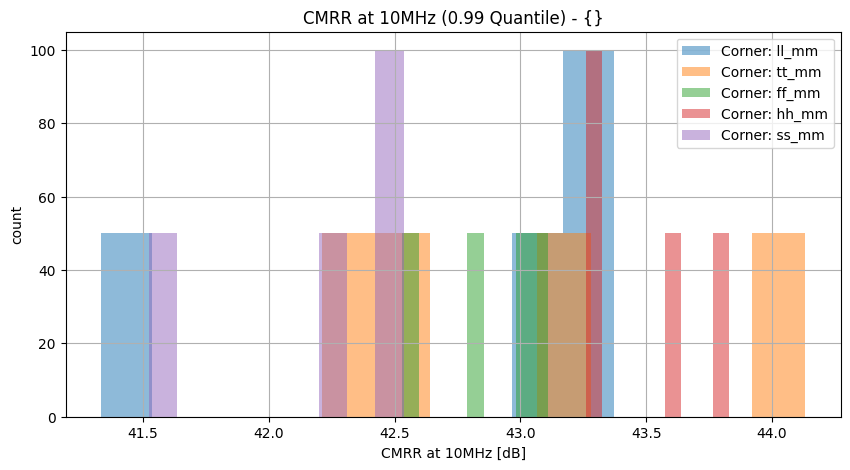 CMRR at 10MHz (0.99 Quantile) - {}
100
80
60
40
20
0
count
Corner: ll_mm
Corner: tt_mm
Corner: ff_mm
Corner: hh_mm
Corner: ss_mm
41.5 42.0 42.5 43.0 43.5 44.0
CMRR at 10MHz [dB]